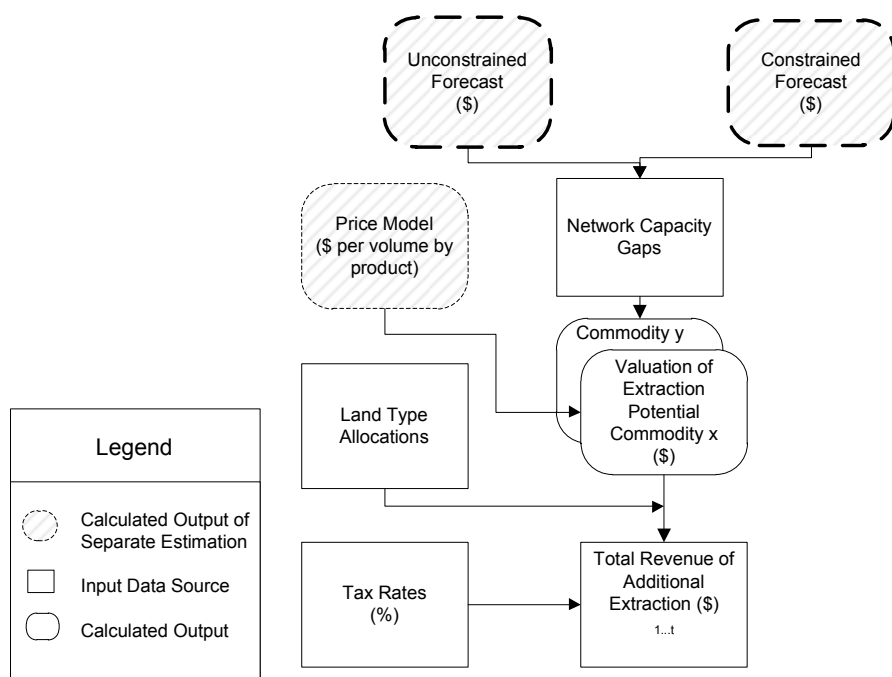 Unconstrained
Forecast
($)
Constrained
Forecast
($)
Price Model
($ per volume by
product)
Network Capacity
Gaps
Commodity y
Valuation of
Extraction
Potential
Commodity x
($)
Land Type
Allocations
Tax Rates
(%)
Total Revenue of
Additional
Extraction ($)
1...t
Legend
Calculated Output of
Separate Estimation
Input Data Source
Calculated Output